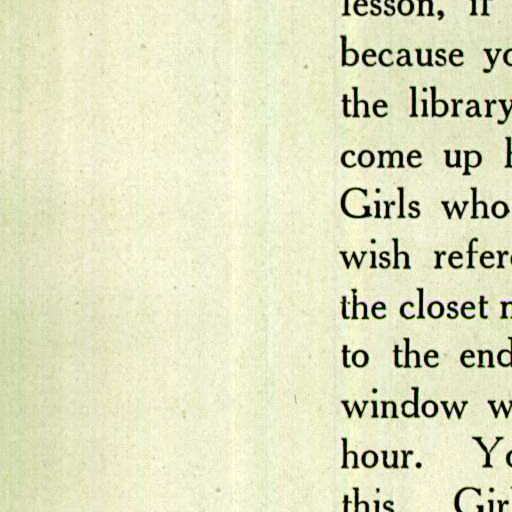 lesson, if
because yo
the library
come up
Girls who
wish refer
the closet
to the end
window w
hour. Yo
this Girl